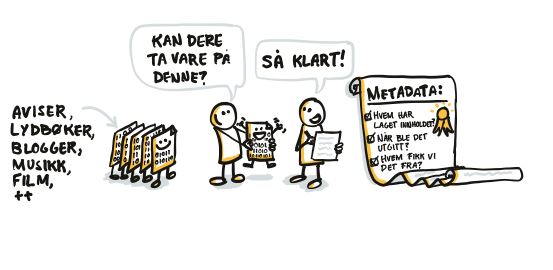 KAN DERE
TA VARE PÅ
DENNE?
SÅ KLART!
AVISER,
LYDBØKER,
BLOGGER,
MUSIKK,
FILM,
++
METADATA:
HVEM HAR
LAGET INNHOLDET?
NÅR BLE DET
UTGITT?
HVEM FIKK VI
DET FRA?